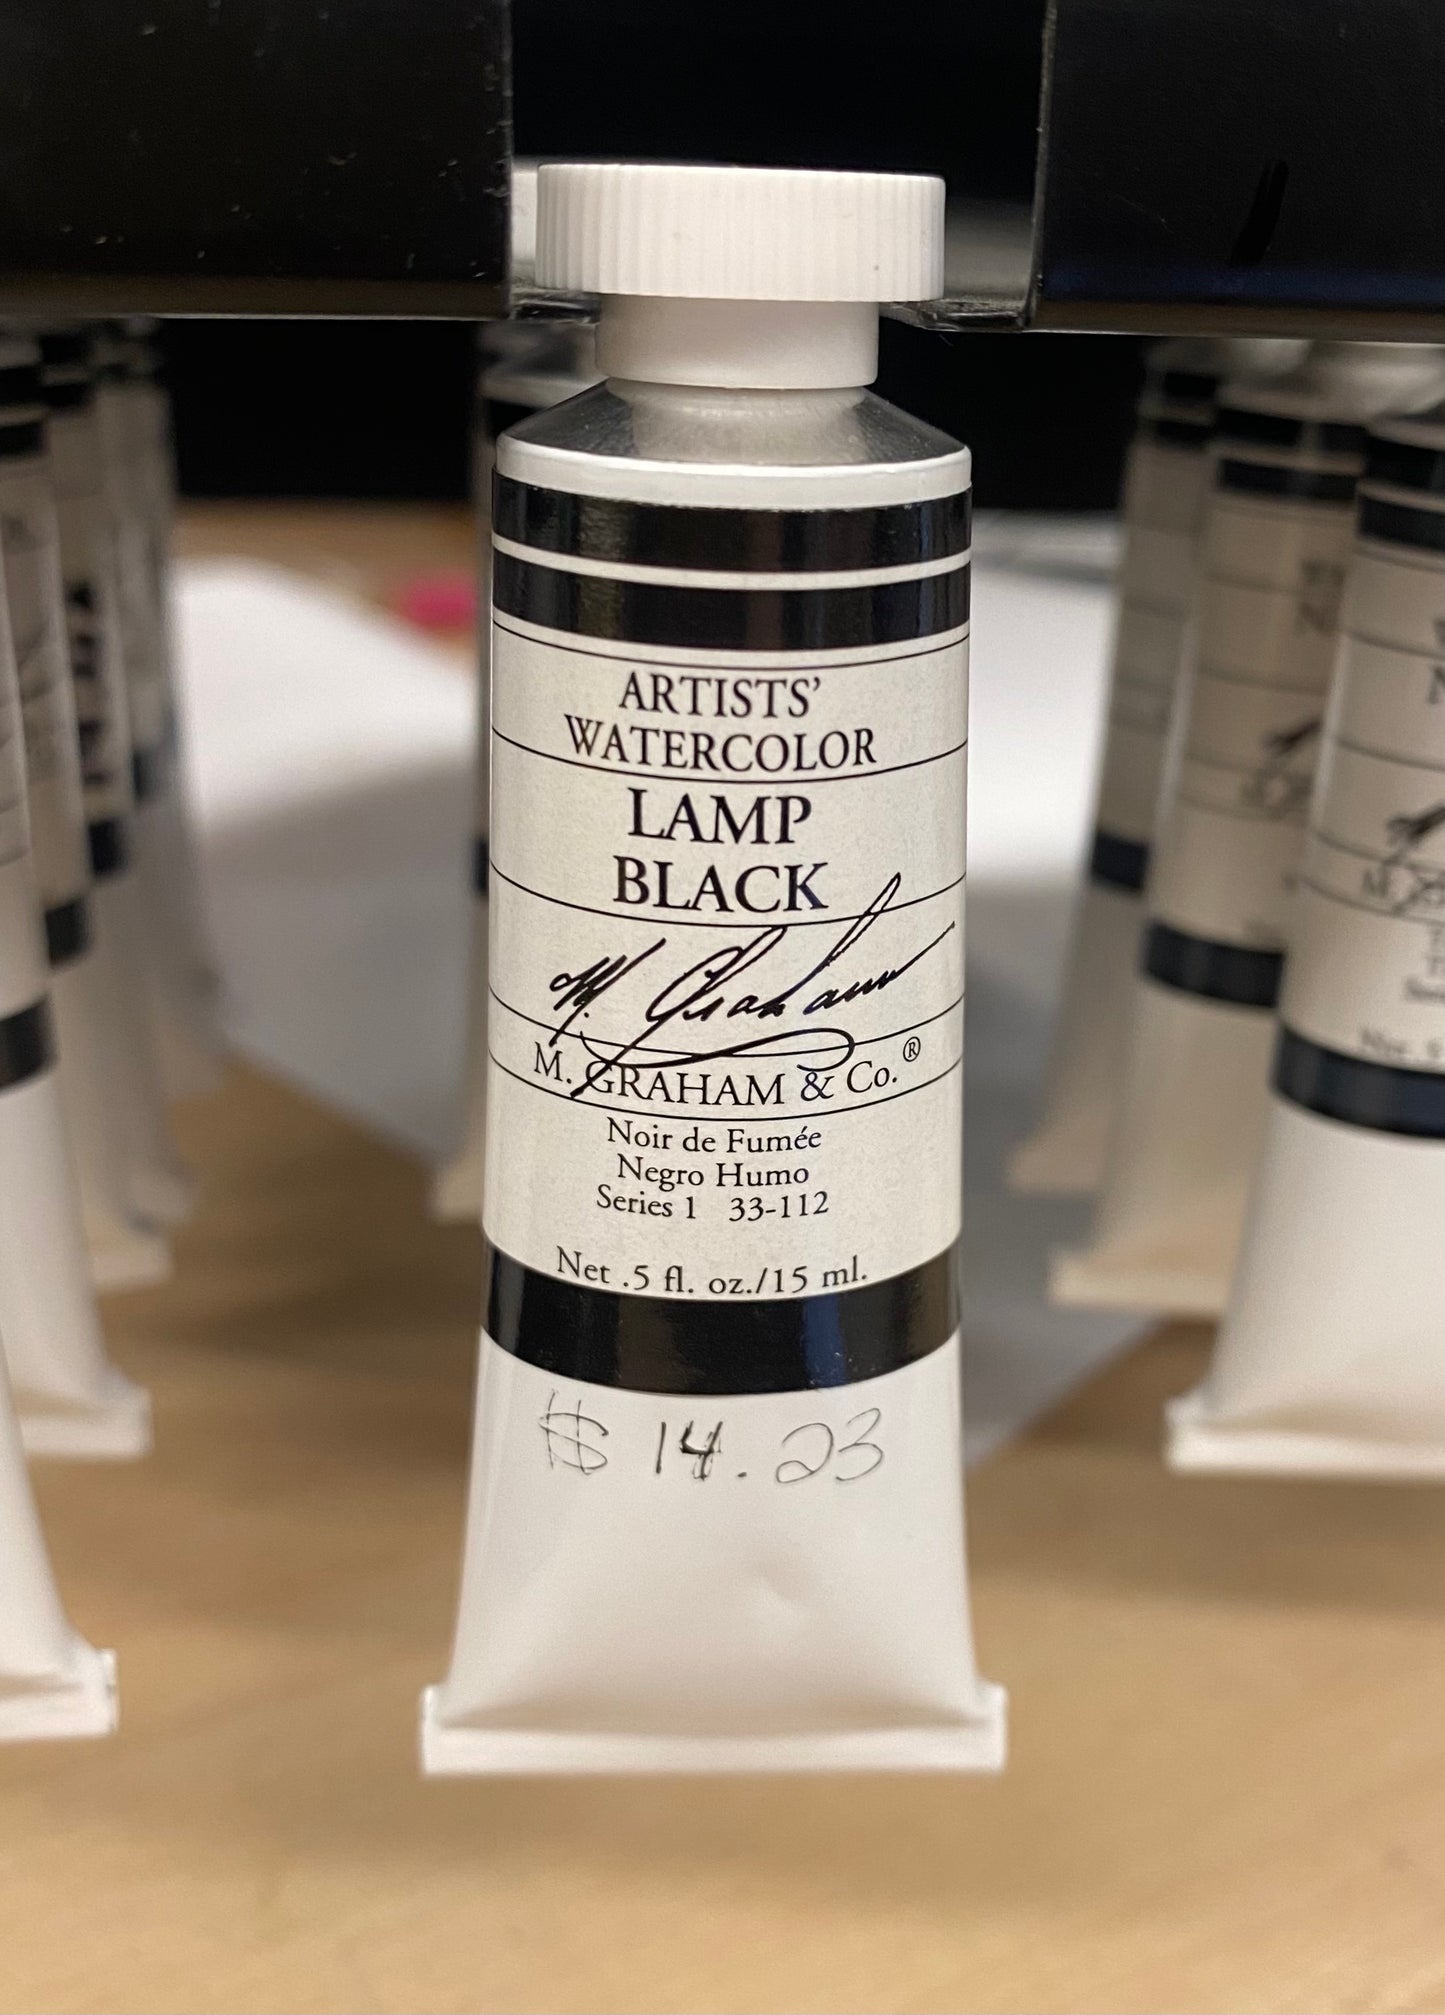 ARTISTS'
WATERCOLOR
LAMP
BLACK
M. Graham
M. GRAHAM & Co.®
Noir de Fumée
Negro Humo
Series 1 33-112
Net .5 fl. oz./15 ml.
$ 14.23